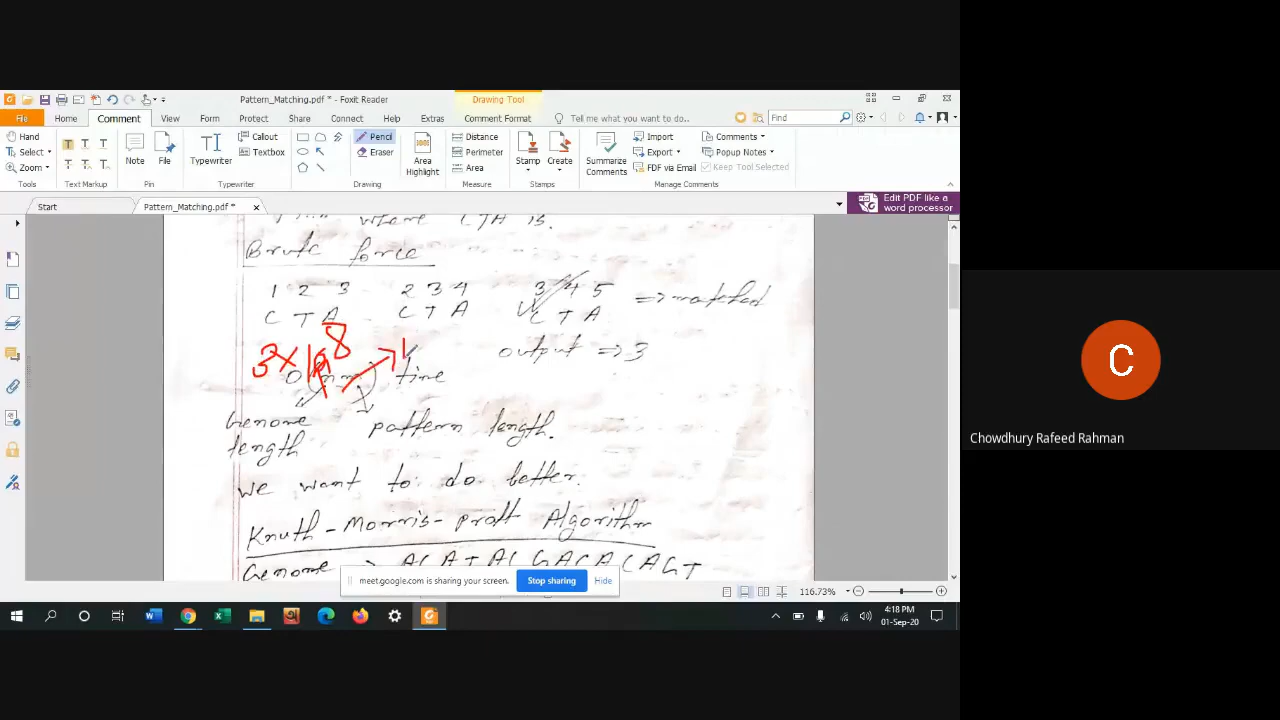 Pattern_Matching.pdf * - Foxit Reader
Drawing Tool
File Home Comment View Form Protect Share Connect Help Extras Comment Format Tell me what you want to do.. Find
Hand
Select
Zoom
Tools
Text Markup
Note
File
Pin
Typewriter
Callout
Textbox
Typewriter
Pencil
Eraser
Drawing
Area Highlight
Distance
Perimeter
Area
Measure
Stamp
Create
Stamps
Summarize Comments
Import
Export
FDF via Email
Comments
Popup Notes
Keep Tool Selected
Manage Comments
Start
Pattern_Matching.pdf *
Edit PDF like a word processor
where CTA is.
Brute force
1 2 3 2 3 4 3 4 5 => matched
C T A C T A C T A
output => 3
3 x 10 8
time
Genome length
pattern length.
we want to do better.
Knuth-Morris-Pratt Algorithm
Genome → ACATACGACACAGT
meet.google.com is sharing your screen.
Stop sharing
Hide
116.73%
4:18 PM
01-Sep-20
C
Chowdhury Rafeed Rahman